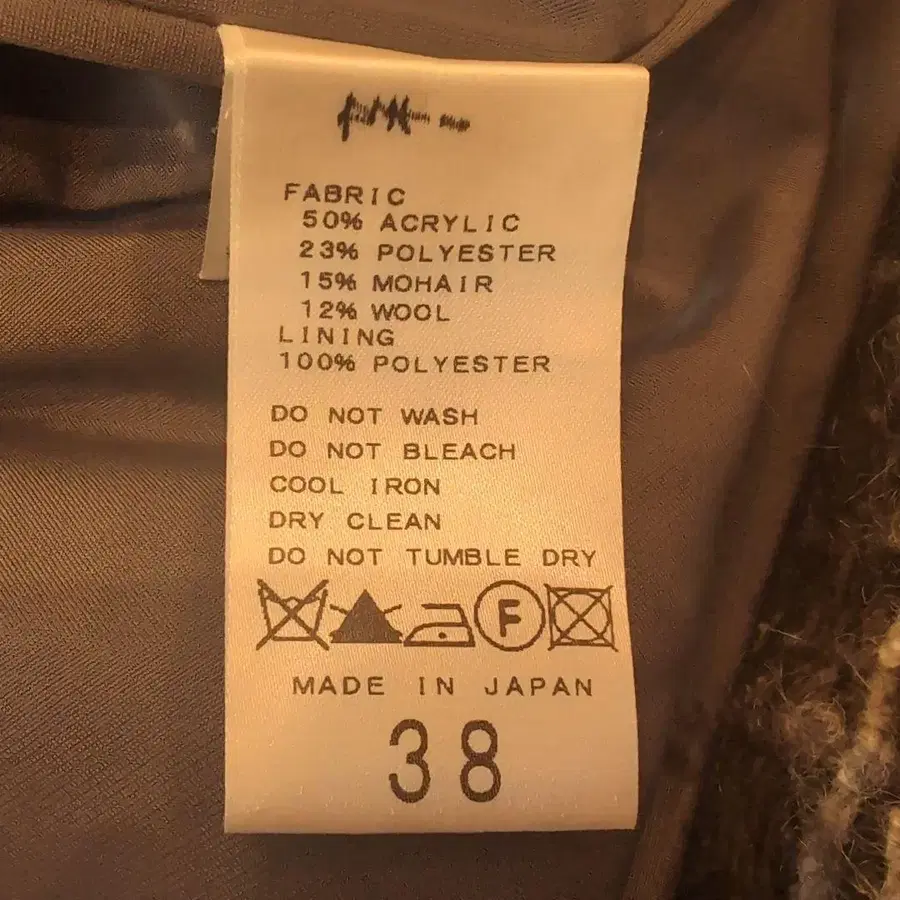 FABRIC
50% ACRYLIC
23% POLYESTER
15% MOHAIR
12% WOOL
LINING
100% POLYESTER
DO NOT WASH
DO NOT BLEACH
COOL IRON
DRY CLEAN
DO NOT TUMBLE DRY
F
MADE IN JAPAN
38